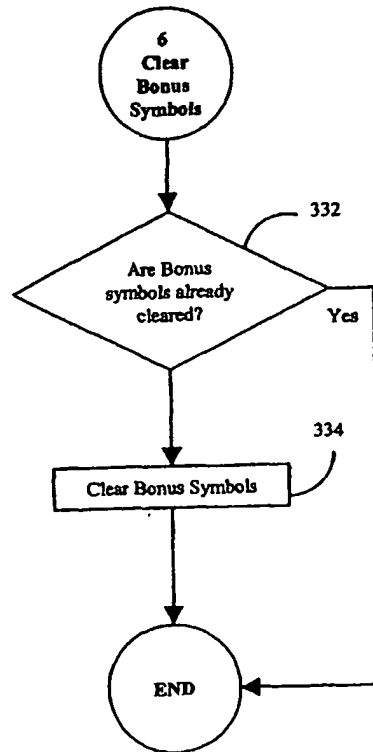 6
Clear
Bonus
Symbols
332
Are Bonus
symbols already
cleared?
Yes
334
Clear Bonus Symbols
END